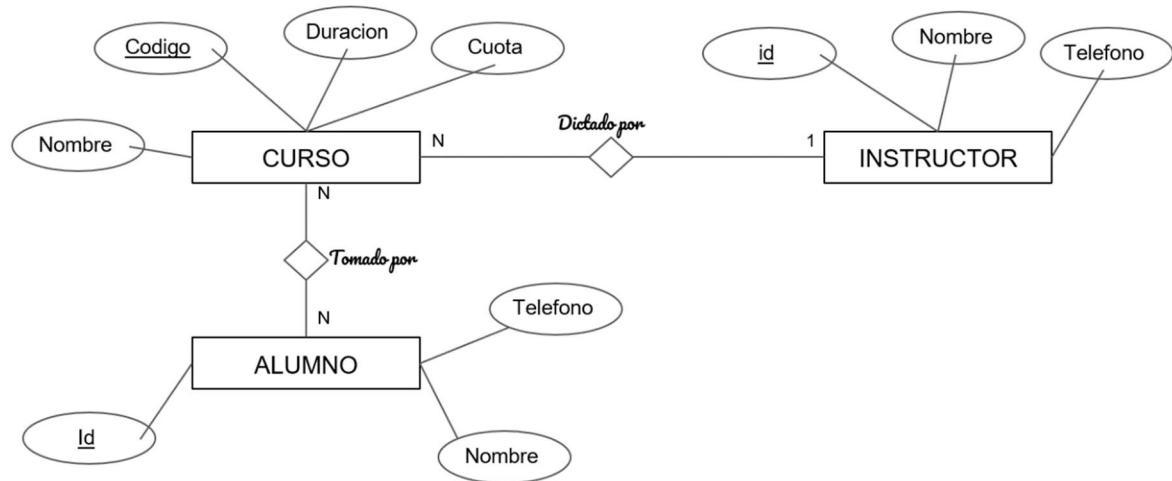 Codigo
Duracion
Cuota
Nombre
CURSO
N
Dictado por
1
INSTRUCTOR
id
Nombre
Telefono
N
Tomado por
N
ALUMNO
Telefono
Id
Nombre